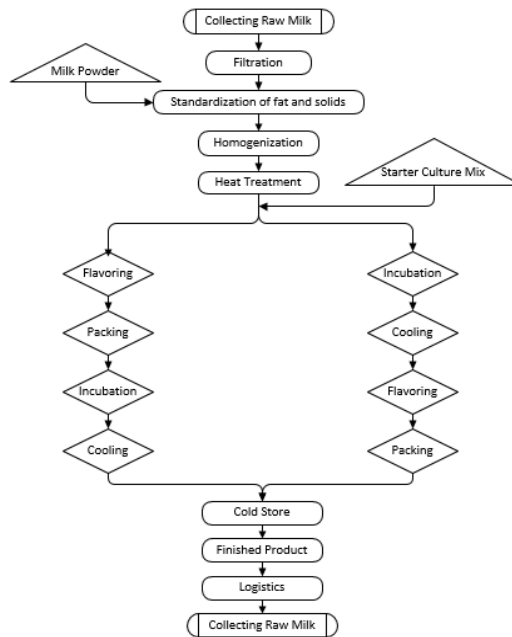 Collecting Raw Milk
Filtration
Milk Powder
Standardization of fat and solids
Homogenization
Heat Treatment
Starter Culture Mix
Flavoring
Packing
Incubation
Cooling
Incubation
Cooling
Flavoring
Packing
Cold Store
Finished Product
Logistics
Collecting Raw Milk